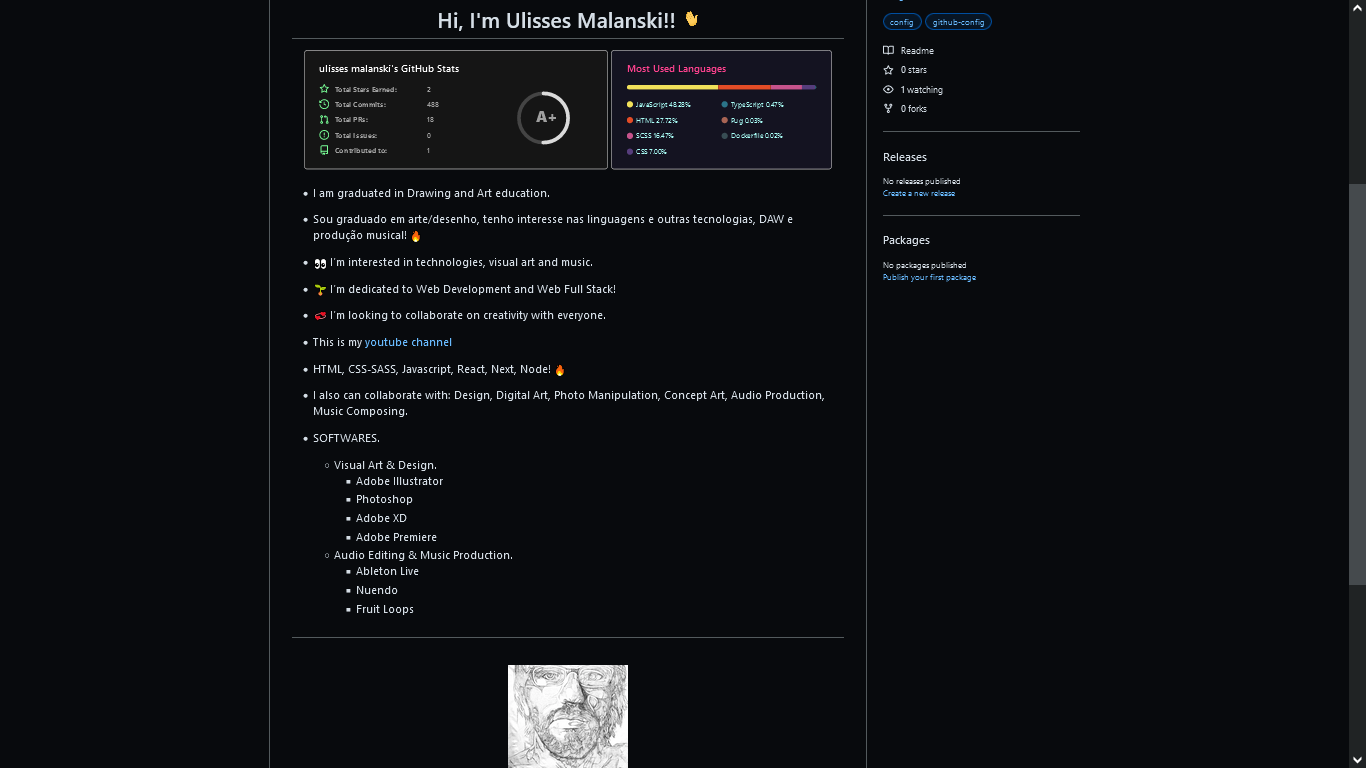 Hi, I'm Ulisses Malanski!! 👋
ulisses malanski's GitHub Stats
Total Stars Earned: 2
Total Commits: 488
Total PRs: 18
Total Issues: 0
Contributed to: 1
A+
Most Used Languages
JavaScript 48.28%
HTML 27.72%
SCSS 16.47%
CSS 7.00%
TypeScript 0.47%
Pug 0.03%
Dockerfile 0.02%
I am graduated in Drawing and Art education.
Sou graduado em arte/desenho, tenho interesse nas linguagens e outras tecnologias, DAW e
produção musical! 🔥
👀 I'm interested in technologies, visual art and music.
🌱 I'm dedicated to Web Development and Web Full Stack!
I'm looking to collaborate on creativity with everyone.
This is my youtube channel
HTML, CSS-SASS, Javascript, React, Next, Node! 🔥
I also can collaborate with: Design, Digital Art, Photo Manipulation, Concept Art, Audio Production,
Music Composing.
SOFTWARES.
Visual Art & Design.
Adobe Illustrator
Photoshop
Adobe XD
Adobe Premiere
Audio Editing & Music Production.
Ableton Live
Nuendo
Fruit Loops
config github-config
Readme
0 stars
1 watching
0 forks
Releases
No releases published
Create a new release
Packages
No packages published
Publish your first package